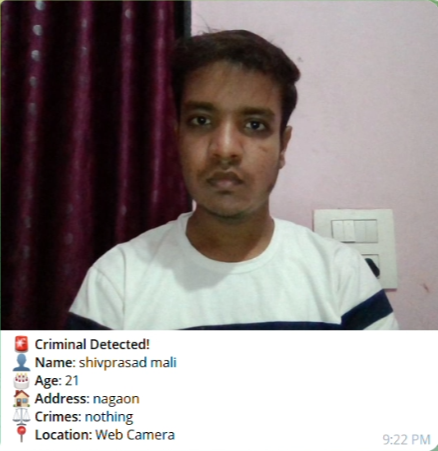 🚨 Criminal Detected!
👤 Name: shivprasad mali
🎂 Age: 21
🏠 Address: nagaon
⚖️ Crimes: nothing
📍 Location: Web Camera
9:22 PM